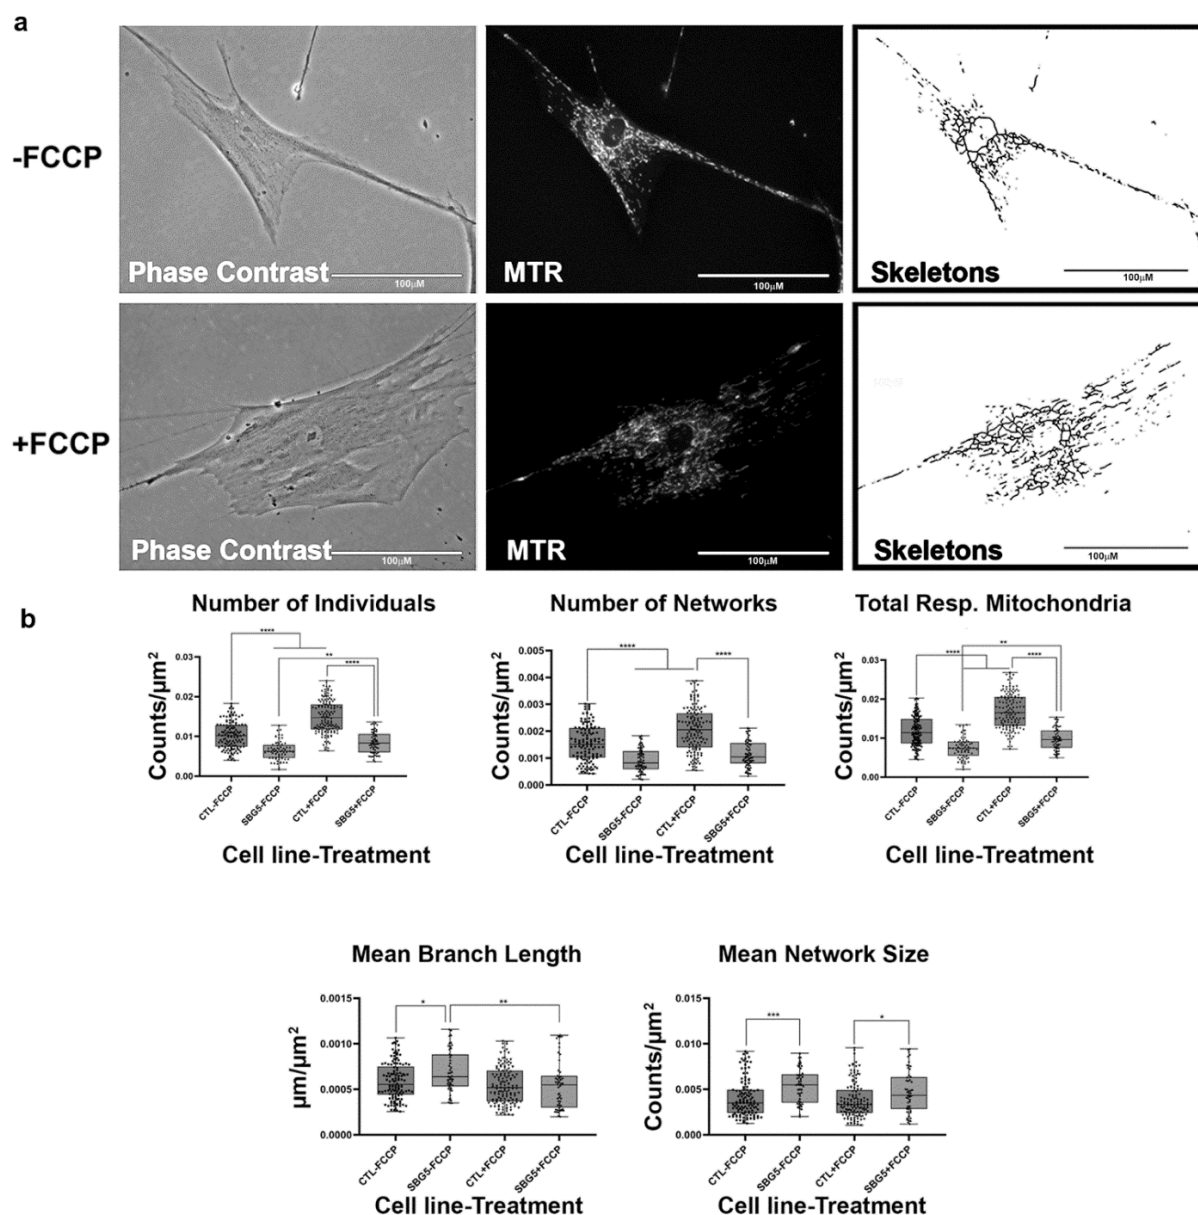 a
-FCCP
Phase Contrast
100µM
MTR
100µM
Skeletons
100µM
+FCCP
Phase Contrast
100µM
MTR
100µM
Skeletons
100µM
b
Number of Individuals
****
**
****
Counts/µm²
0.03
0.02
0.01
0.00
CTL-FCCP
SBG5-FCCP
CTL+FCCP
SBG5+FCCP
Cell line-Treatment
Number of Networks
****
****
Counts/µm²
0.005
0.004
0.003
0.002
0.001
0.000
CTL-FCCP
SBG5-FCCP
CTL+FCCP
SBG5+FCCP
Cell line-Treatment
Total Resp. Mitochondria
**
****
****
Counts/µm²
0.03
0.02
0.01
0.00
CTL-FCCP
SBG5-FCCP
CTL+FCCP
SBG5+FCCP
Cell line-Treatment
Mean Branch Length
*
**
µm/µm²
0.0015
0.0010
0.0005
0.0000
CTL-FCCP
SBG5-FCCP
CTL+FCCP
SBG5+FCCP
Cell line-Treatment
Mean Network Size
***
*
Counts/µm²
0.015
0.010
0.005
0.000
CTL-FCCP
SBG5-FCCP
CTL+FCCP
SBG5+FCCP
Cell line-Treatment